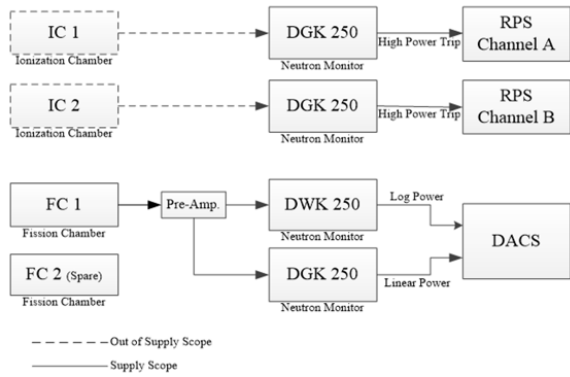 IC 1
Ionization Chamber
DGK 250
Neutron Monitor
High Power Trip
RPS
Channel A
IC 2
Ionization Chamber
DGK 250
Neutron Monitor
High Power Trip
RPS
Channel B
FC 1
Fission Chamber
Pre-Amp.
DWK 250
Neutron Monitor
Log Power
DACS
FC 2 (Spare)
Fission Chamber
DGK 250
Neutron Monitor
Linear Power
Out of Supply Scope
Supply Scope